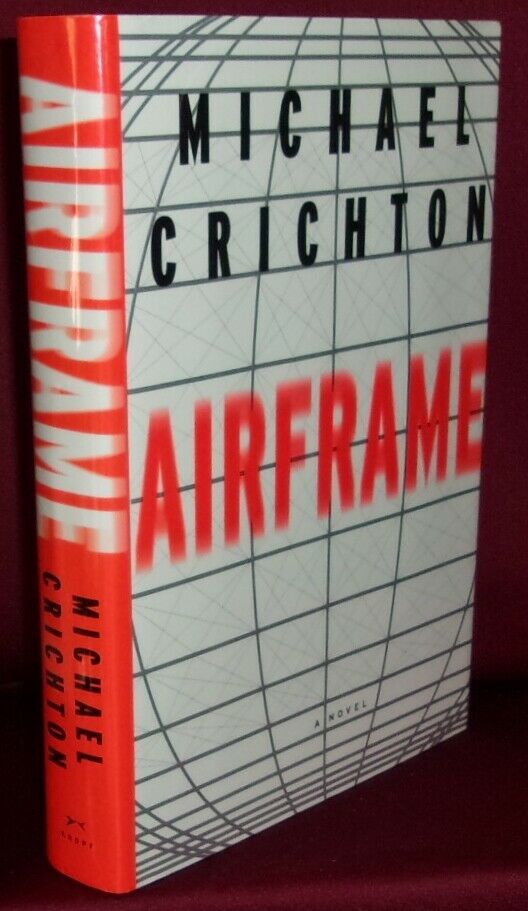 AIRFRAME
MICHAEL
CRICHTON
KNOPF
MICHAEL
CRICHTON
AIRFRAME
A NOVEL